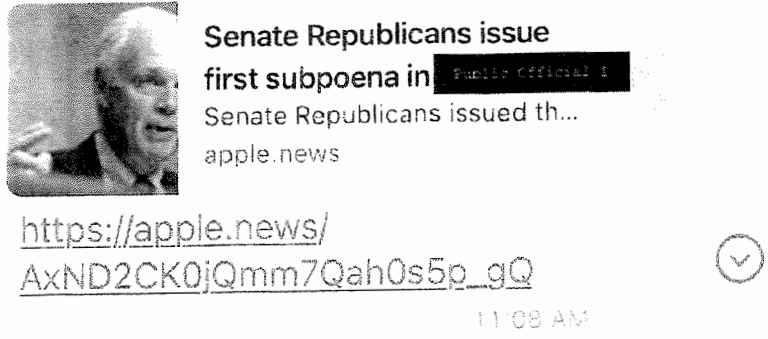 Senate Republicans issue
first subpoena in Public Official 1
Senate Republicans issued th...
apple.news
https://apple.news/
AxND2CK0jQmm7Qah0s5p_gQ
11:08 AM